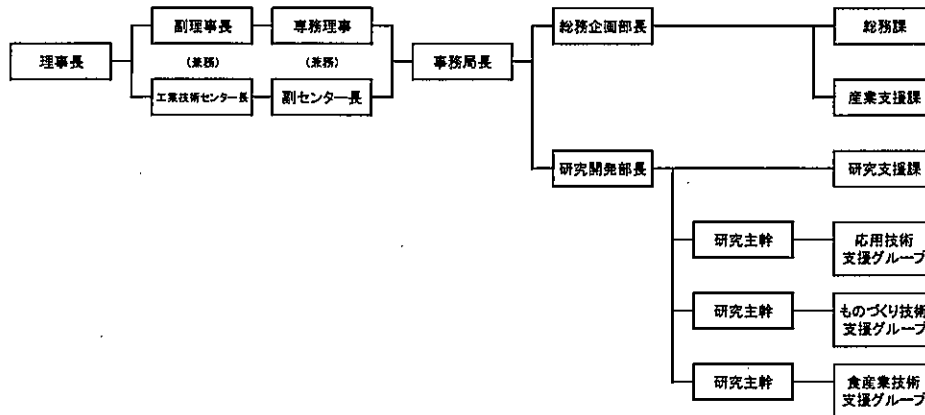 副理事長
専務理事
総務企画部長
総務課
理事長
(兼務)
(兼務)
事務局長
工業技術センター長
副センター長
産業支援課
研究開発部長
研究支援課
研究主幹
応用技術
支援グループ
研究主幹
ものづくり技術
支援グループ
研究主幹
食産業技術
支援グループ